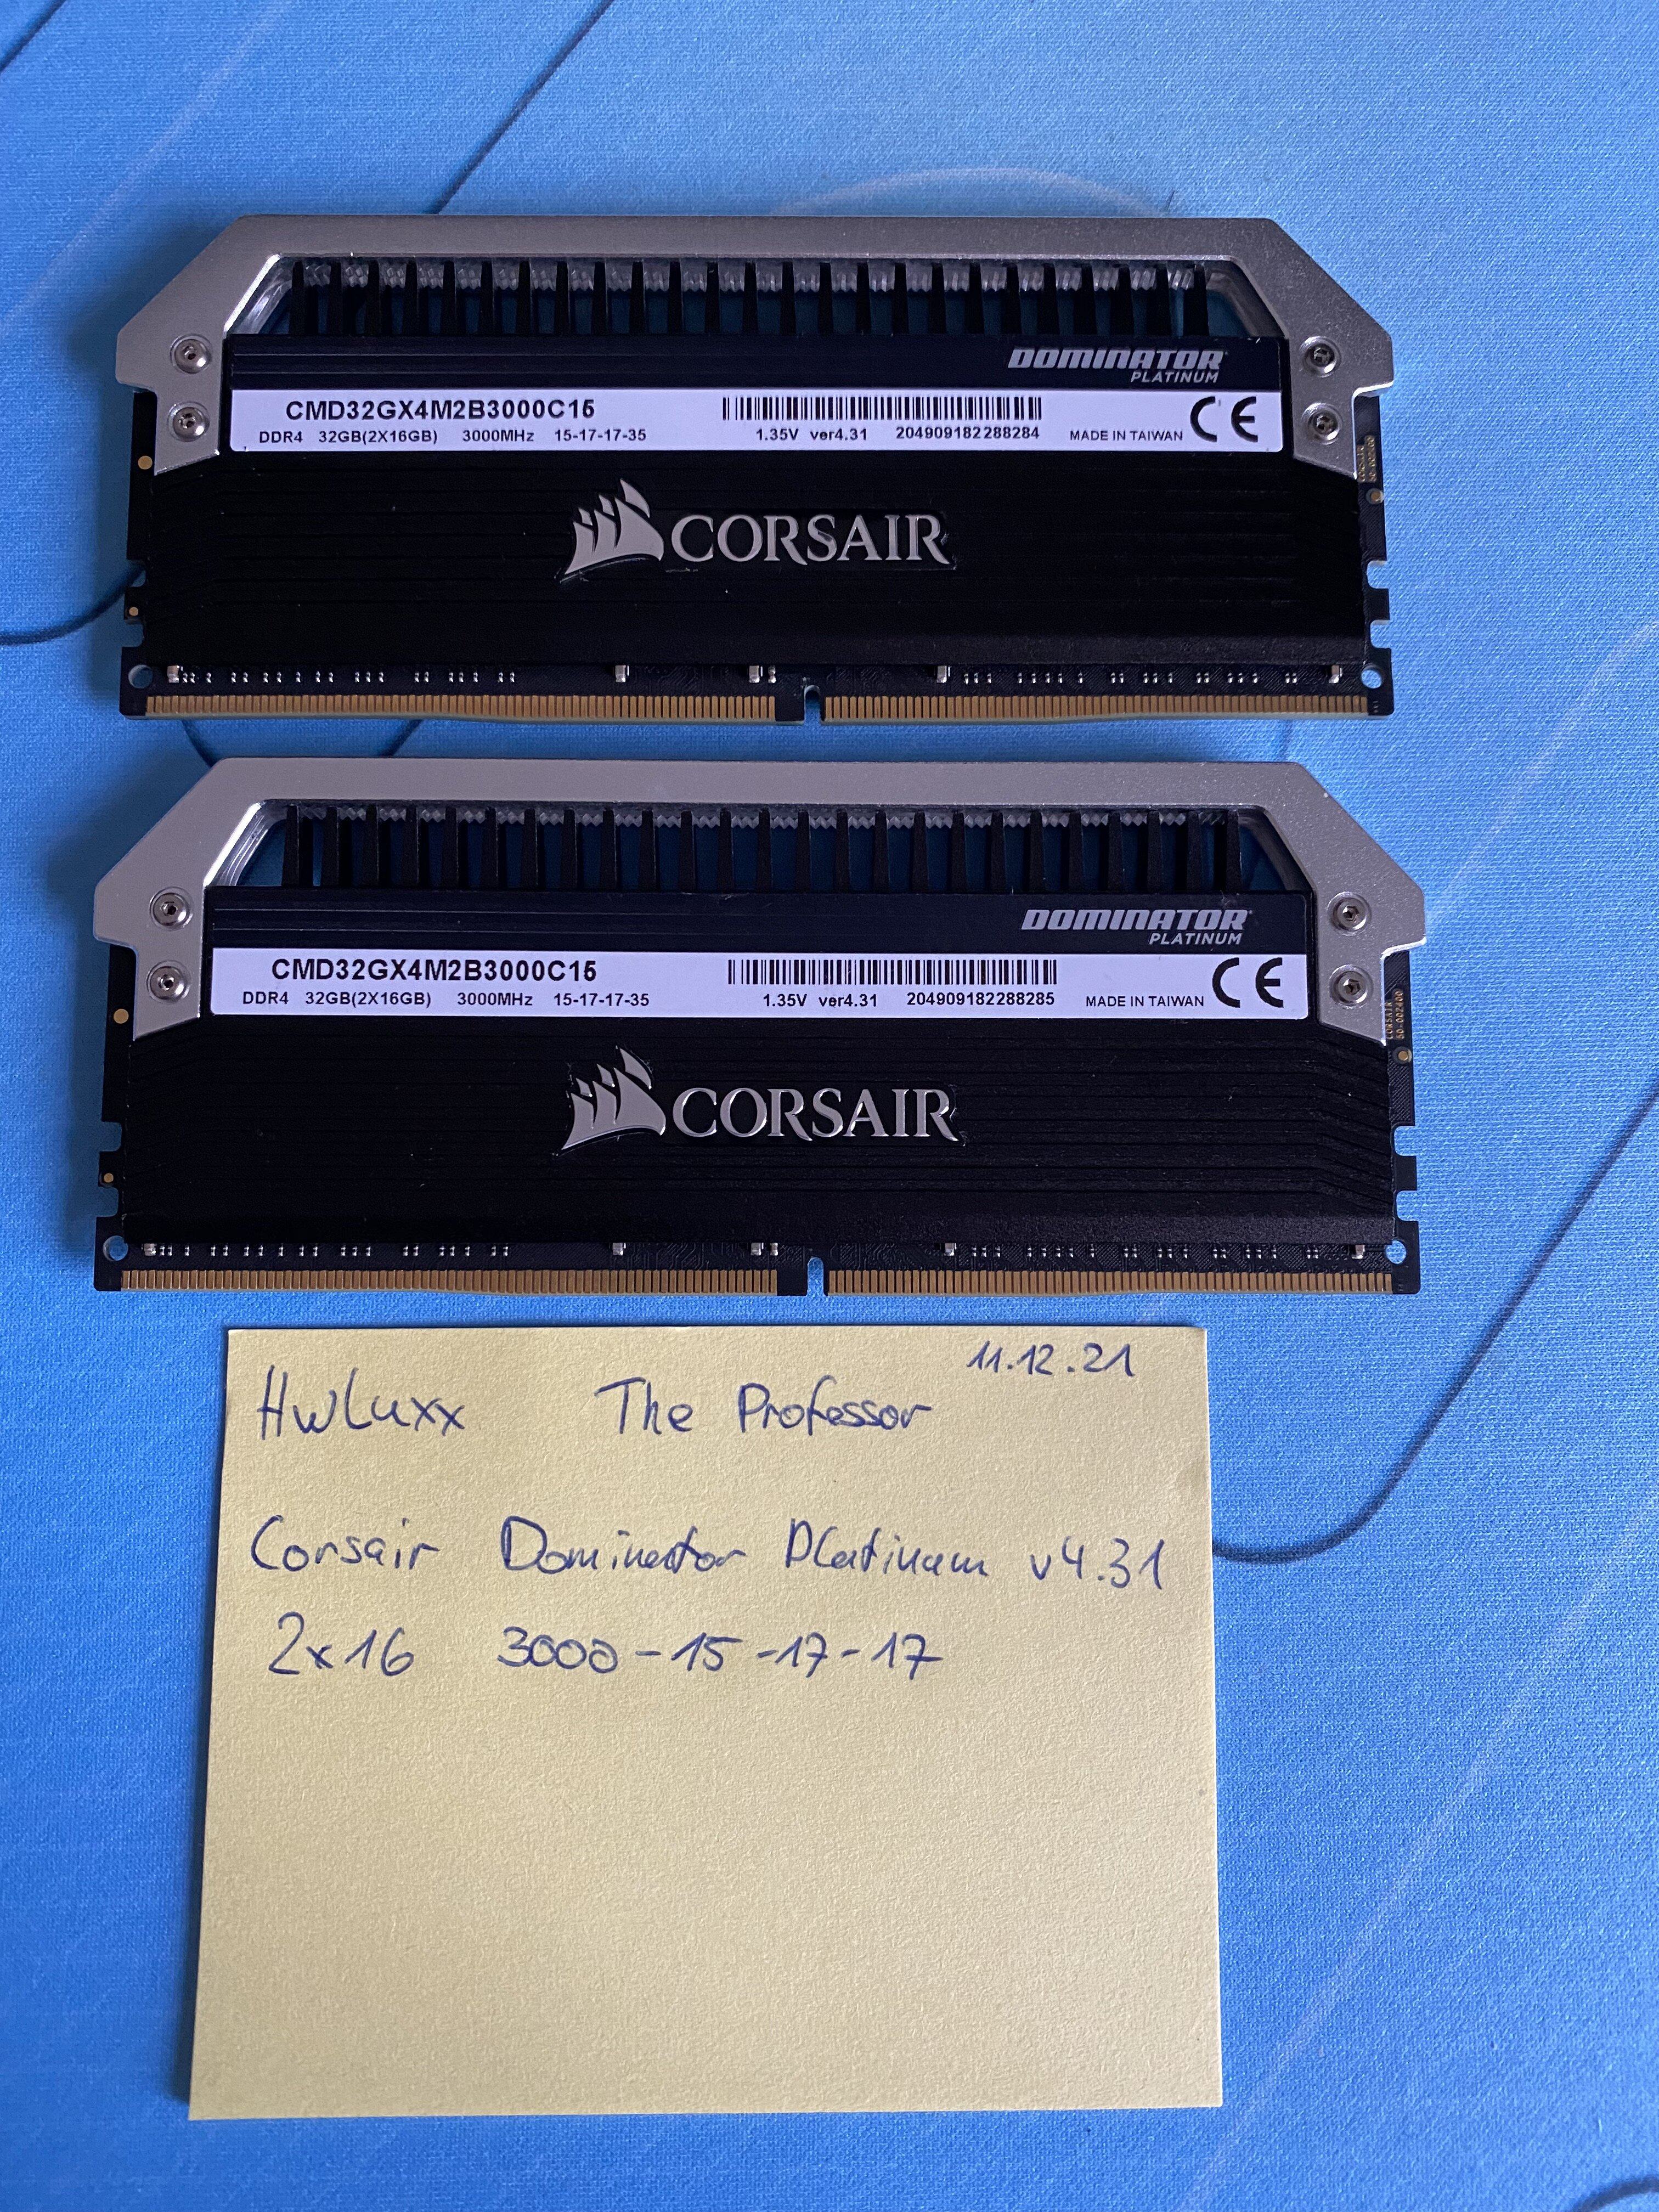 DOMINATOR
PLATINUM
CMD32GX4M2B3000C15
DDR4 32GB(2X16GB) 3000MHz 15-17-17-35 1.35V ver4.31 204909182288284 MADE IN TAIWAN CE
CORSAIR
DOMINATOR
PLATINUM
CMD32GX4M2B3000C15
DDR4 32GB(2X16GB) 3000MHz 15-17-17-35 1.35V ver4.31 204909182288285 MADE IN TAIWAN CE
CORSAIR
50-002400
CORSAIR
11.12.21
HwLuxx The Professor
Corsair Dominator Platinum v4.31
2x16 3000-15-17-17